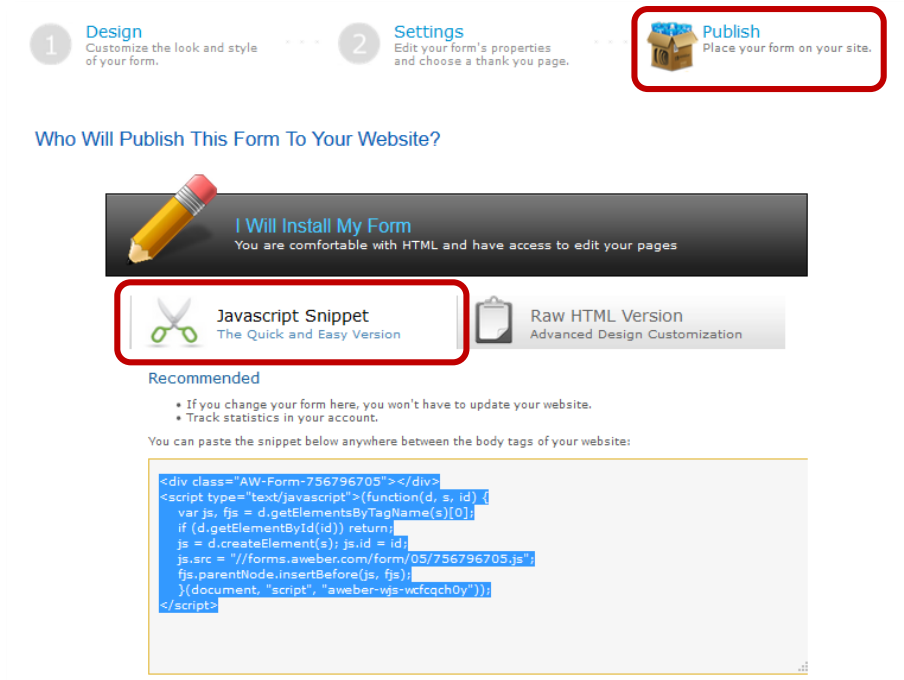 1
Design
Customize the look and style
of your form.
2
Settings
Edit your form's properties
and choose a thank you page.
Publish
Place your form on your site.
Who Will Publish This Form To Your Website?
I Will Install My Form
You are comfortable with HTML and have access to edit your pages
Javascript Snippet
The Quick and Easy Version
Raw HTML Version
Advanced Design Customization
Recommended
• If you change your form here, you won't have to update your website.
• Track statistics in your account.
You can paste the snippet below anywhere between the body tags of your website:
<div class="AW-Form-756796705"></div>
<script type="text/javascript">(function(d, s, id) {
var js, fjs = d.getElementsByTagName(s)[0];
if (d.getElementById(id)) return;
js = d.createElement(s); js.id = id;
js.src = "//forms.aweber.com/form/05/756796705.js";
fjs.parentNode.insertBefore(js, fjs);
}(document, "script", "aweber-wjs-wcfcqch0y"));
</script>